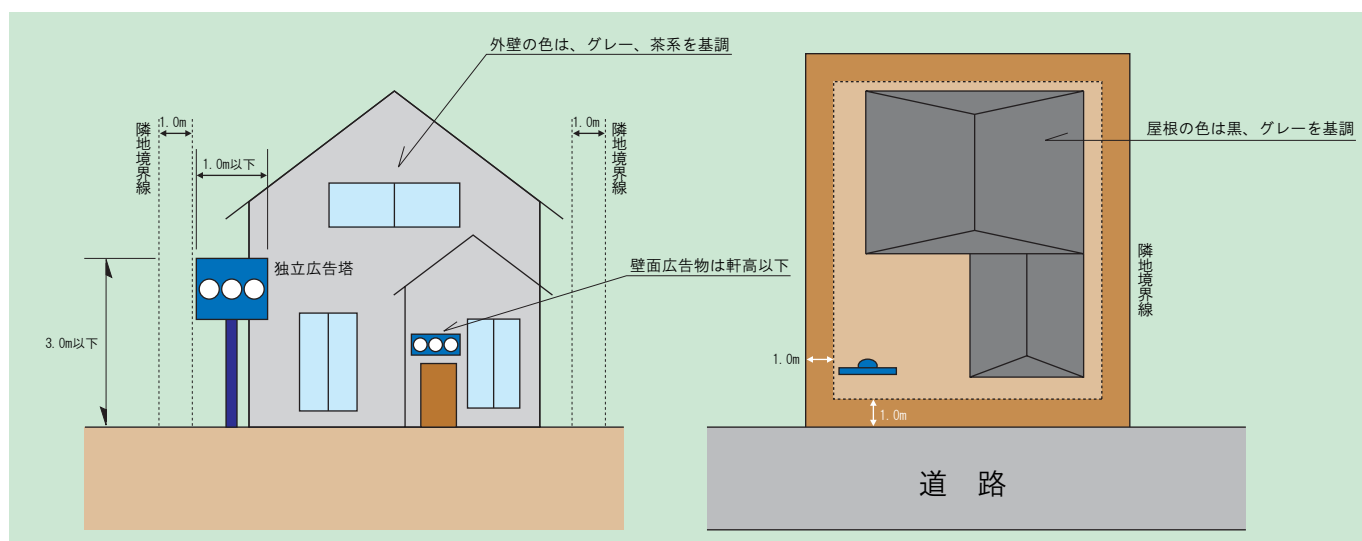 外壁の色は、グレー、茶系を基調
隣地境界線
1.0m
1.0m以下
1.0m
隣地境界線
独立広告塔
壁面広告物は軒高以下
3.0m以下
屋根の色は黒、グレーを基調
隣地境界線
1.0m
1.0m
道 路